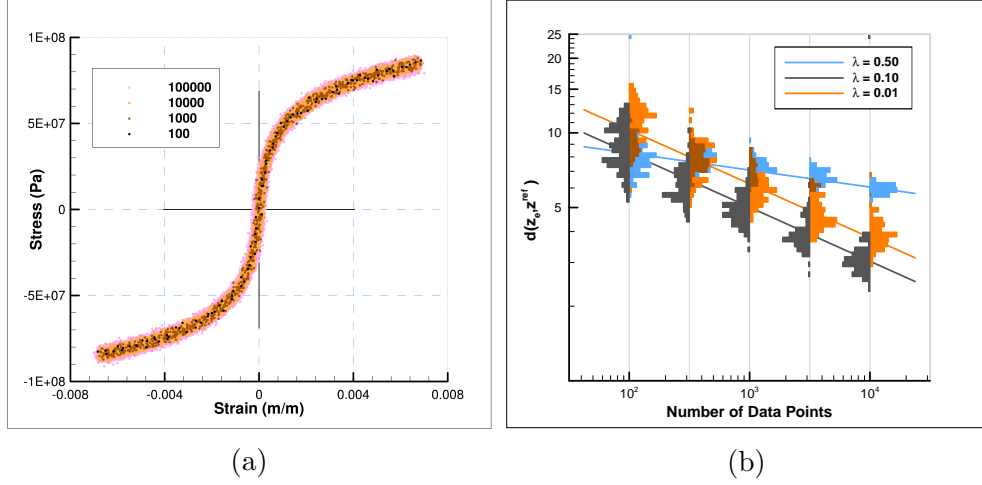 1E+08
5E+07
0
-5E+07
-1E+08
Stress (Pa)
100000
10000
1000
100
-0.008
-0.004
0
0.004
0.008
Strain (m/m)
(a)
25
20
15
10
5
d(z_e,z^ref )
λ = 0.50
λ = 0.10
λ = 0.01
10^2
10^3
10^4
Number of Data Points
(b)